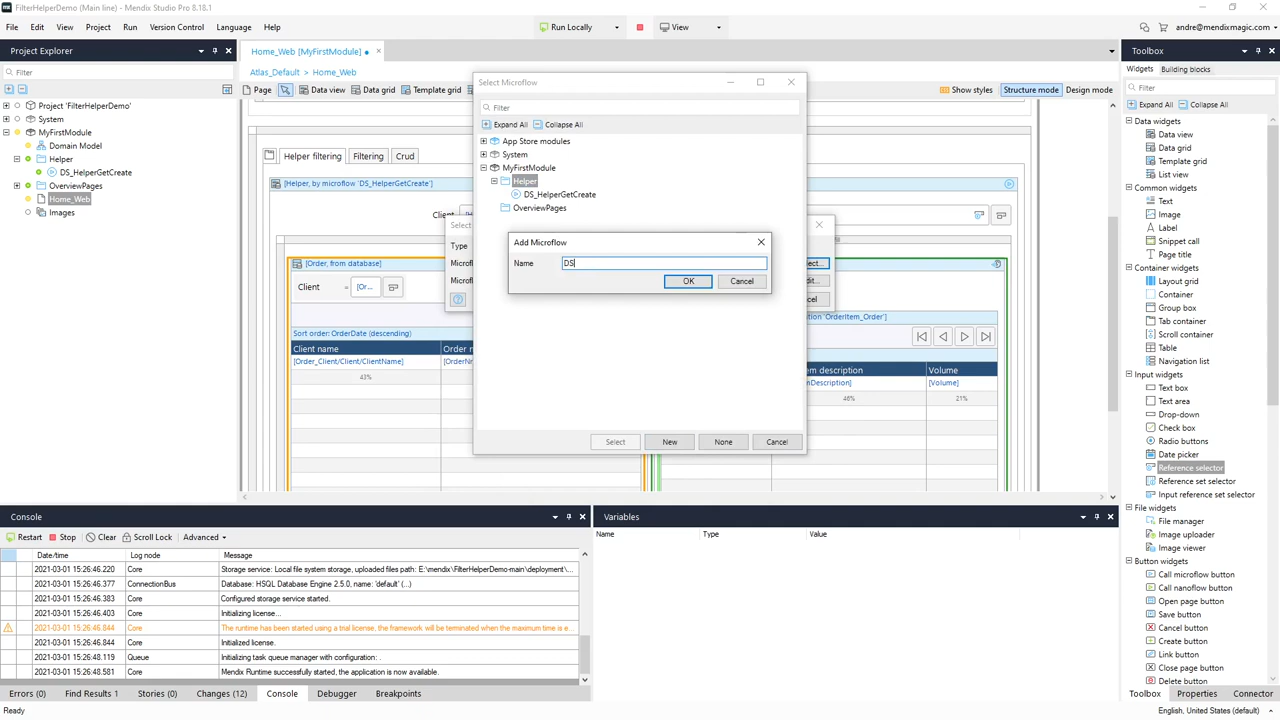 FilterHelperDemo (Main line) - Mendix Studio Pro 8.18.1
File Edit View Project Run Version Control Language Help
Run Locally
View
andre@mendixmagic.com
Project Explorer
Filter
Project 'FilterHelperDemo'
System
MyFirstModule
Domain Model
Helper
DS_HelperGetCreate
OverviewPages
Home_Web
Images
Home_Web [MyFirstModule]
Atlas_Default > Home_Web
Page
Data view
Data grid
Template grid
Show styles
Structure mode
Design mode
Helper filtering
Filtering
Crud
[Helper, by microflow 'DS_HelperGetCreate']
Client
[Order, from database]
Client = [Or...
Sort order: OrderDate (descending)
Client name
[Order_Client/Client/ClientName]
43%
[OrderNr
'OrderItem_Order']
description
Volume
[Volume]
46%
21%
Select
Type
Select Microflow
Filter
Expand All
Collapse All
App Store modules
System
MyFirstModule
Helper
DS_HelperGetCreate
OverviewPages
Select
New
None
Cancel
Add Microflow
Name
DS
OK
Cancel
Toolbox
Widgets
Building blocks
Filter
Expand All
Collapse All
Data widgets
Data view
Data grid
Template grid
List view
Common widgets
Text
Image
Label
Snippet call
Page title
Container widgets
Layout grid
Container
Group box
Tab container
Scroll container
Table
Navigation list
Input widgets
Text box
Text area
Drop-down
Check box
Radio buttons
Date picker
Reference selector
Reference set selector
Input reference set selector
File widgets
File manager
Image uploader
Image viewer
Button widgets
Call microflow button
Call nanoflow button
Open page button
Save button
Cancel button
Create button
Link button
Close page button
Delete button
Toolbox
Properties
Connector
Console
Restart
Stop
Clear
Scroll Lock
Advanced
Date/time Log node Message
2021-03-01 15:26:46.220 Core Storage service: Local file system storage, uploaded files path: E:\mendix\FilterHelperDemo-main\deployment\...
2021-03-01 15:26:46.377 ConnectionBus Database: HSQL Database Engine 2.5.0, name: 'default' (...)
2021-03-01 15:26:46.383 Core Configured storage service started.
2021-03-01 15:26:46.403 Core Initializing license...
2021-03-01 15:26:46.844 Core The runtime has been started using a trial license, the framework will be terminated when the maximum time is e...
2021-03-01 15:26:46.844 Core Initialized license.
2021-03-01 15:26:48.119 Queue Initializing task queue manager with configuration: .
2021-03-01 15:26:48.581 Core Mendix Runtime successfully started, the application is now available.
Variables
Name Type Value
Errors (0)
Find Results 1
Stories (0)
Changes (12)
Console
Debugger
Breakpoints
Ready
English, United States (default)